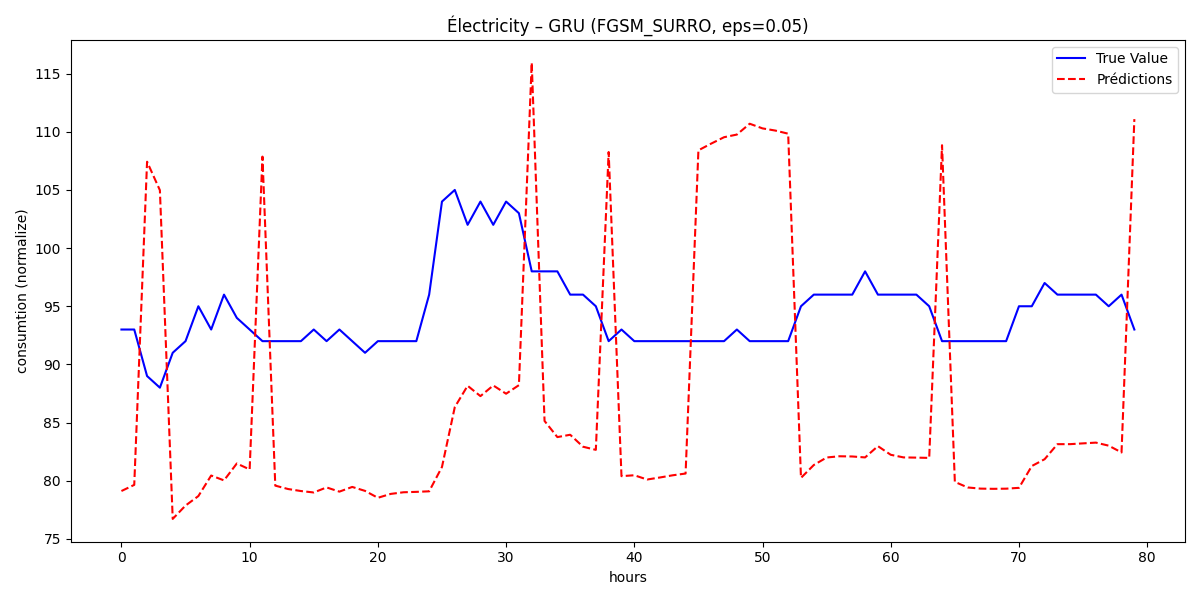 Électricity – GRU (FGSM_SURRO, eps=0.05)
True Value
Prédictions
consumtion (normalize)
115
110
105
100
95
90
85
80
75
0 10 20 30 40 50 60 70 80
hours